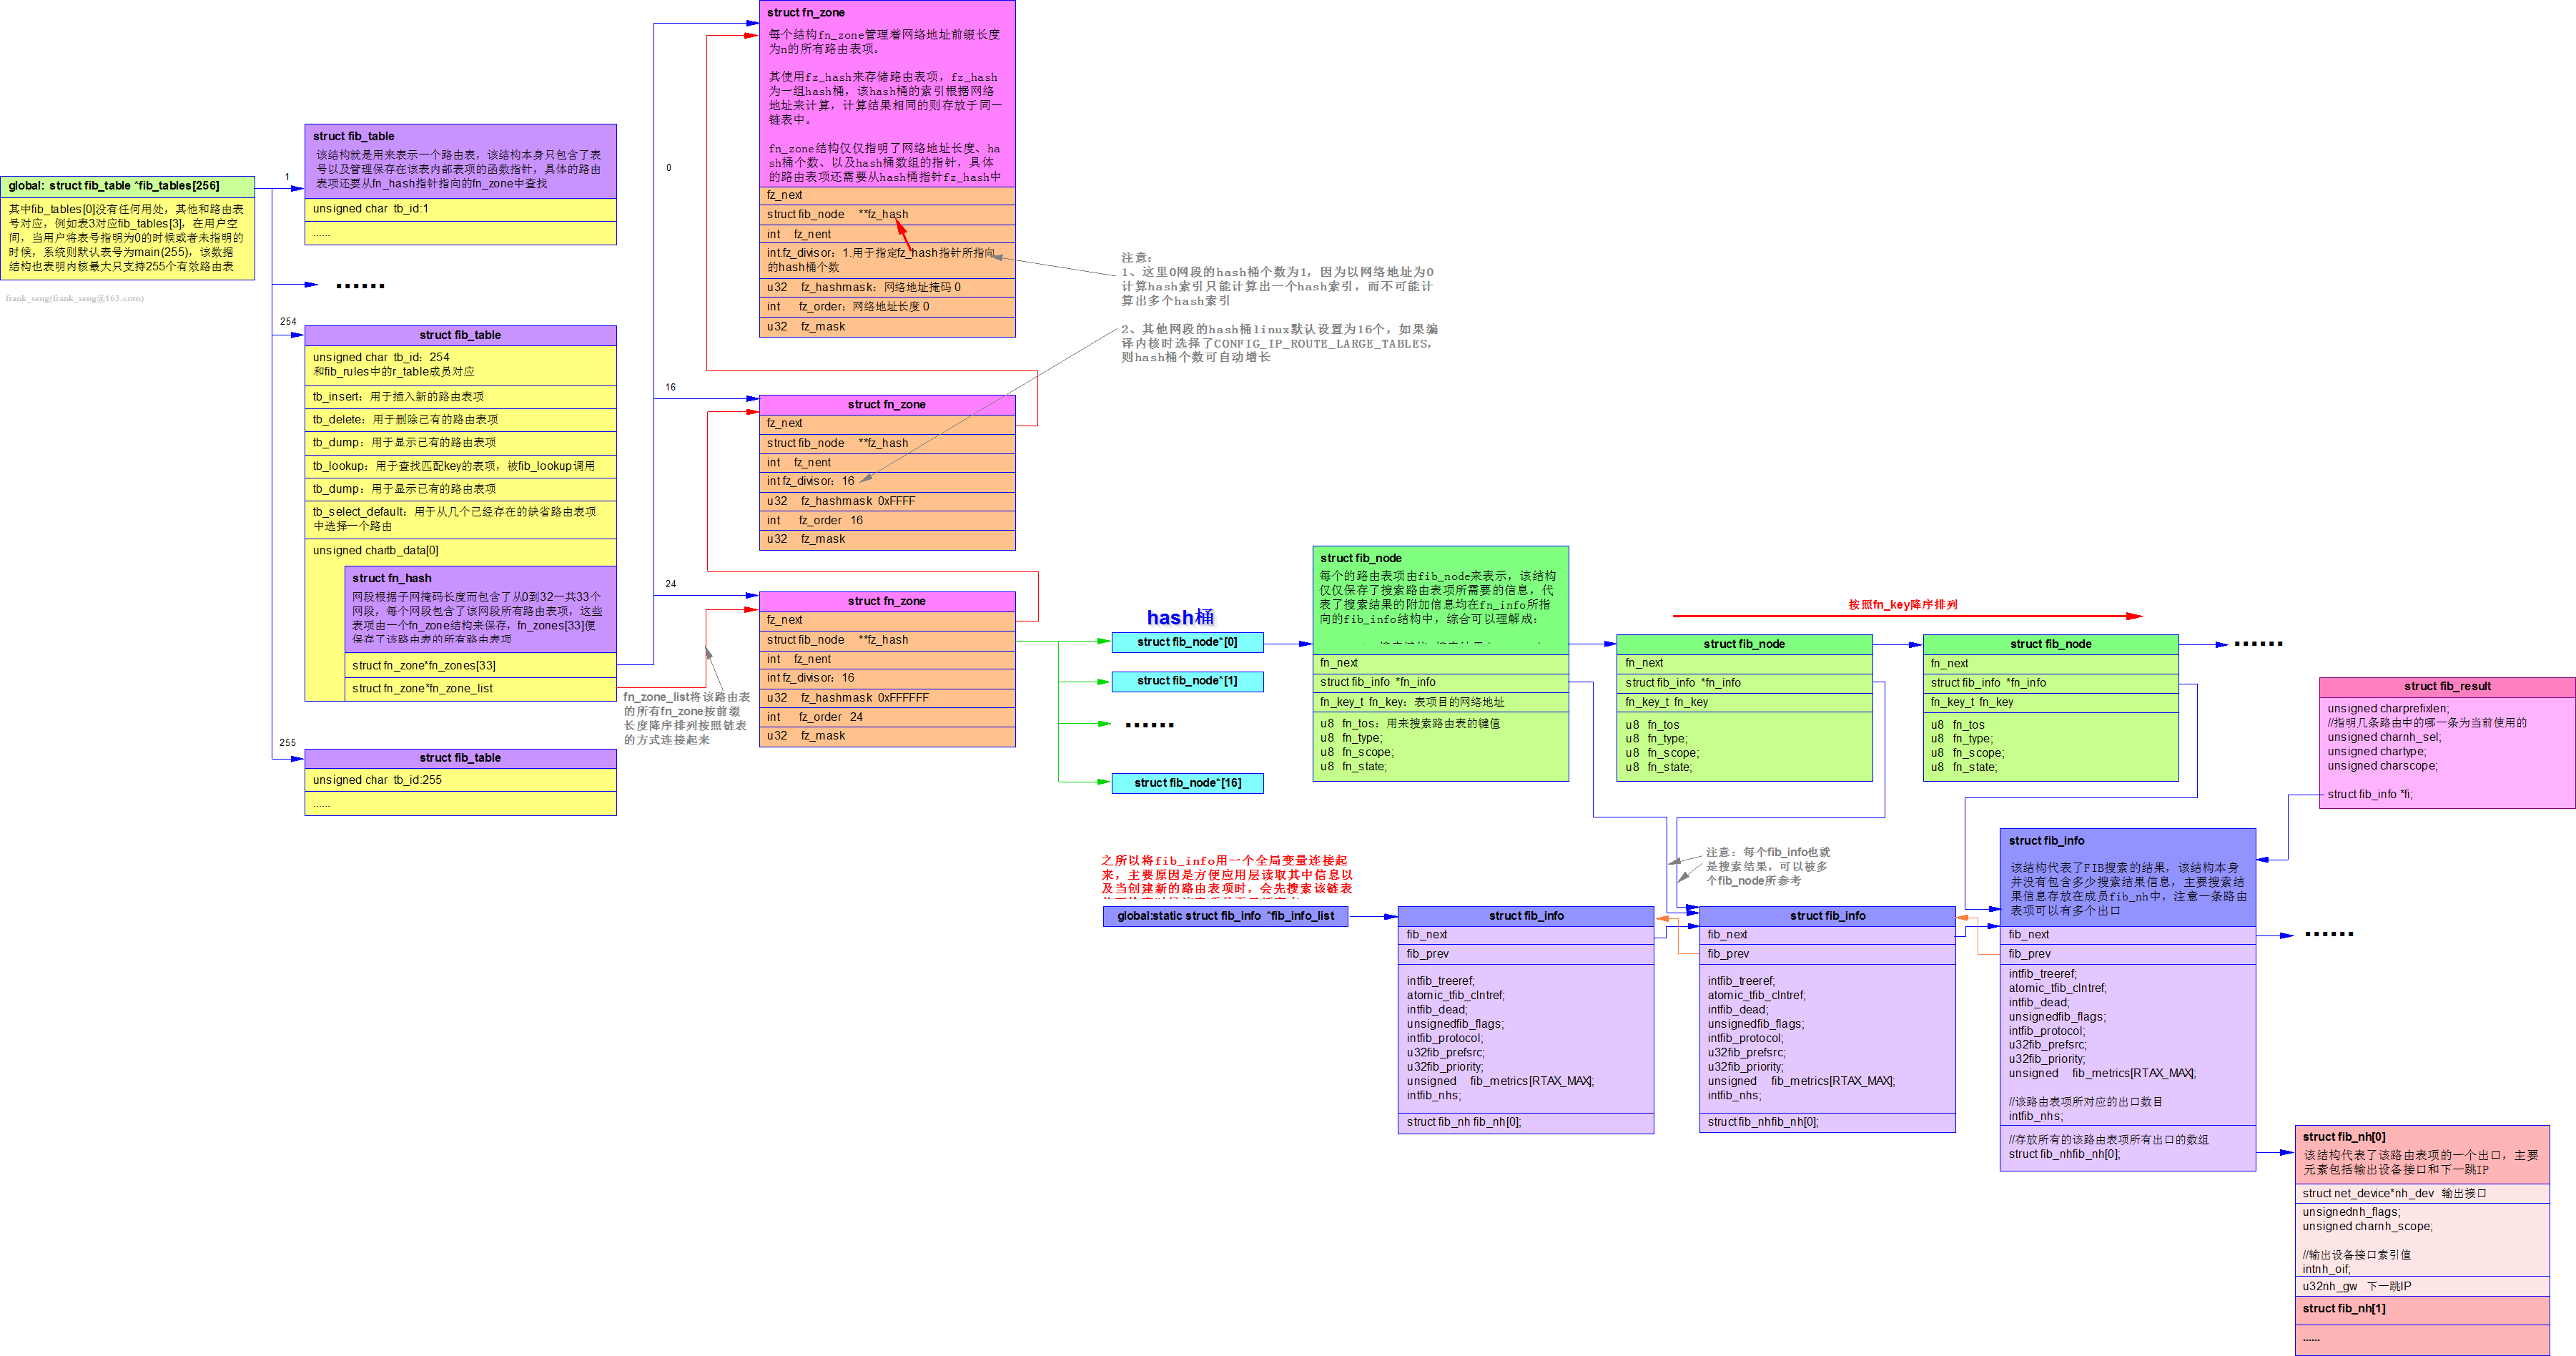 global: struct fib_table *fib_tables[256]
其中fib_tables[0]没有任何用处，其他和路由表
号对应，例如表3对应fib_tables[3]，在用户空
间，当用户将表号指明为0的时候或者未指明的
时候，系统则默认表号为main(255)，该数据
结构也表明内核最大只支持255个有效路由表
frank_seng(frank_seng@163.com)
1
254
255
struct fib_table
该结构就是用来表示一个路由表，该结构本身只包含了表
号以及管理保存在该表内部表项的函数指针，具体的路由
表项还要从fn_hash指针指向的fn_zone中查找
unsigned char tb_id:1
......
......
struct fib_table
unsigned char tb_id：254
和fib_rules中的r_table成员对应
tb_insert：用于插入新的路由表项
tb_delete：用于删除已有的路由表项
tb_dump：用于显示已有的路由表项
tb_lookup：用于查找匹配key的表项，被fib_lookup调用
tb_dump：用于显示已有的路由表项
tb_select_default：用于从几个已经存在的缺省路由表项
中选择一个路由
unsigned chartb_data[0]
struct fn_hash
网段根据子网掩码长度而包含了从0到32一共33个
网段，每个网段包含了该网段所有路由表项，这些
表项由一个fn_zone结构来保存，fn_zones[33]便
保存了该路由表的所有路由表项
struct fn_zone*fn_zones[33]
struct fn_zone*fn_zone_list
struct fib_table
unsigned char tb_id:255
......
0
16
24
fn_zone_list将该路由表
的所有fn_zone按前缀
长度降序排列按照链表
的方式连接起来
struct fn_zone
每个结构fn_zone管理着网络地址前缀长度
为n的所有路由表项。
其使用fz_hash来存储路由表项，fz_hash
为一组hash桶，该hash桶的索引根据网络
地址来计算，计算结果相同的则存放于同一
链表中。
fn_zone结构仅仅指明了网络地址长度、ha
sh桶个数、以及hash桶数组的指针，具体
的路由表项还需要从hash桶指针fz_hash中
fz_next
struct fib_node **fz_hash
int fz_nent
int.fz_divisor：1.用于指定fz_hash指针所指向
的hash桶个数
u32 fz_hashmask：网络地址掩码 0
int fz_order：网络地址长度 0
u32 fz_mask
注意：
1、这里0网段的hash桶个数为1，因为以网络地址为0
计算hash索引只能计算出一个hash索引，而不可能计
算出多个hash索引
2、其他网段的hash桶linux默认设置为16个，如果编
译内核时选择了CONFIG_IP_ROUTE_LARGE_TABLES，
则hash桶个数可自动增长
struct fn_zone
fz_next
struct fib_node **fz_hash
int fz_nent
int fz_divisor：16
u32 fz_hashmask 0xFFFF
int fz_order 16
u32 fz_mask
struct fn_zone
fz_next
struct fib_node **fz_hash
int fz_nent
int fz_divisor：16
u32 fz_hashmask 0xFFFFFF
int fz_order 24
u32 fz_mask
hash桶
struct fib_node*[0]
struct fib_node*[1]
......
struct fib_node*[16]
struct fib_node
每个的路由表项由fib_node来表示，该结构
仅仅保存了搜索路由表项所需要的信息，代
表了搜索结果的附加信息均在fn_info所指
向的fib_info结构中，综合可以理解成：
fn_next
struct fib_info *fn_info
fn_key_t fn_key：表项目的网络地址
u8 fn_tos：用来搜索路由表的键值
u8 fn_type;
u8 fn_scope;
u8 fn_state;
按照fn_key降序排列
struct fib_node
fn_next
struct fib_info *fn_info
fn_key_t fn_key
u8 fn_tos
u8 fn_type;
u8 fn_scope;
u8 fn_state;
struct fib_node
fn_next
struct fib_info *fn_info
fn_key_t fn_key
u8 fn_tos
u8 fn_type;
u8 fn_scope;
u8 fn_state;
......
struct fib_result
unsigned charprefixlen;
//指明几条路由中的哪一条为当前使用的
unsigned charnh_sel;
unsigned chartype;
unsigned charscope;
struct fib_info *fi;
之所以将fib_info用一个全局变量连接起
来，主要原因是方便应用层读取其中信息以
及当创建新的路由表项时，会先搜索该链表
global:static struct fib_info *fib_info_list
注意：每个fib_info也就
是搜索结果，可以被多
个fib_node所参考
struct fib_info
fib_next
fib_prev
intfib_treeref;
atomic_tfib_clntref;
intfib_dead;
unsignedfib_flags;
intfib_protocol;
u32fib_prefsrc;
u32fib_priority;
unsigned fib_metrics[RTAX_MAX];
intfib_nhs;
struct fib_nh fib_nh[0];
struct fib_info
fib_next
fib_prev
intfib_treeref;
atomic_tfib_clntref;
intfib_dead;
unsignedfib_flags;
intfib_protocol;
u32fib_prefsrc;
u32fib_priority;
unsigned fib_metrics[RTAX_MAX];
intfib_nhs;
struct fib_nhfib_nh[0];
struct fib_info
该结构代表了FIB搜索的结果，该结构本身
并没有包含多少搜索结果信息，主要搜索结
果信息存放在成员fib_nh中，注意一条路由
表项可以有多个出口
fib_next
fib_prev
intfib_treeref;
atomic_tfib_clntref;
intfib_dead;
unsignedfib_flags;
intfib_protocol;
u32fib_prefsrc;
u32fib_priority;
unsigned fib_metrics[RTAX_MAX];
//该路由表项所对应的出口数目
intfib_nhs;
//存放所有的该路由表项所有出口的数组
struct fib_nhfib_nh[0];
......
struct fib_nh[0]
该结构代表了该路由表项的一个出口，主要
元素包括输出设备接口和下一跳IP
struct net_device*nh_dev 输出接口
unsignednh_flags;
unsigned charnh_scope;
//输出设备接口索引值
intnh_oif;
u32nh_gw 下一跳IP
struct fib_nh[1]
......